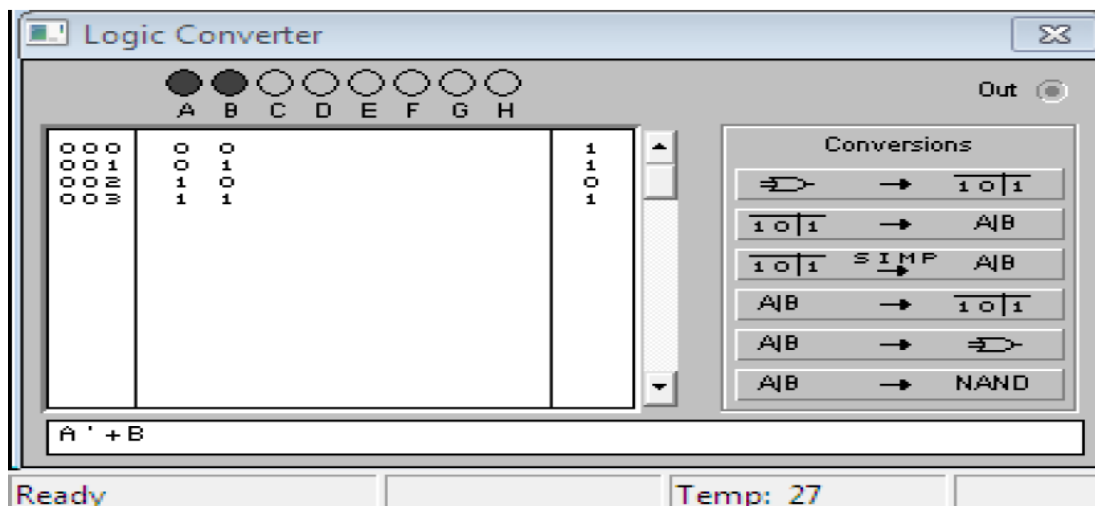 Logic Converter
Out
A B C D E F G H
000 0 0 1
001 0 1 1
002 1 0 0
003 1 1 1
Conversions
→ 1 0 | 1
1 0 | 1 → A|B
1 0 | 1 SIMP → A|B
A|B → 1 0 | 1
A|B →
A|B → NAND
A ' + B
Ready
Temp: 27